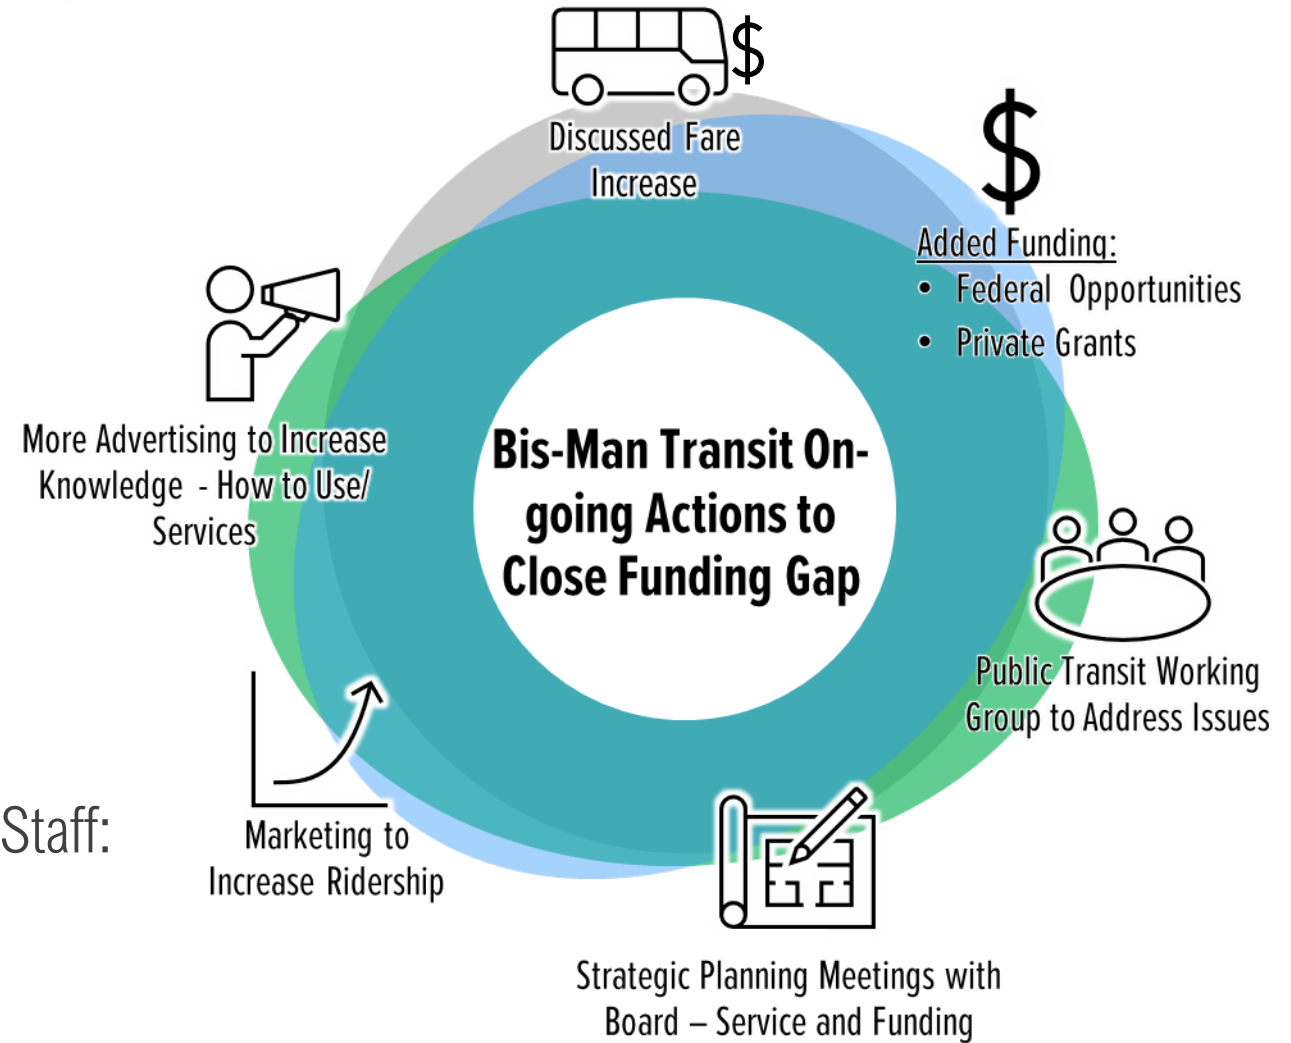 $
Discussed Fare
Increase
$
Added Funding:
• Federal Opportunities
• Private Grants
Public Transit Working
Group to Address Issues
Strategic Planning Meetings with
Board – Service and Funding
Marketing to
Increase Ridership
More Advertising to Increase
Knowledge - How to Use/
Services
Bis-Man Transit On-
going Actions to
Close Funding Gap
Staff: